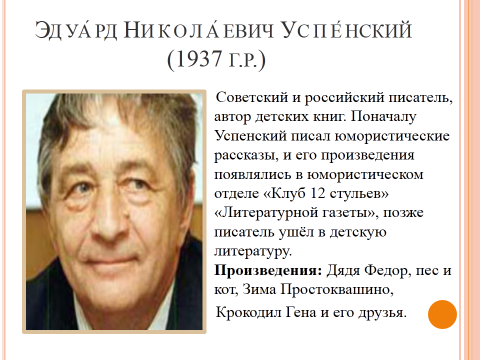 Эдуа́рд Никола́евич Успе́нский
(1937 г.р.)
Советский и российский писатель,
автор детских книг. Поначалу
Успенский писал юмористические
рассказы, и его произведения
появлялись в юмористическом
отделе «Клуб 12 стульев»
«Литературной газеты», позже
писатель ушёл в детскую
литературу.
Произведения: Дядя Федор, пес и
кот, Зима Простоквашино,
Крокодил Гена и его друзья.